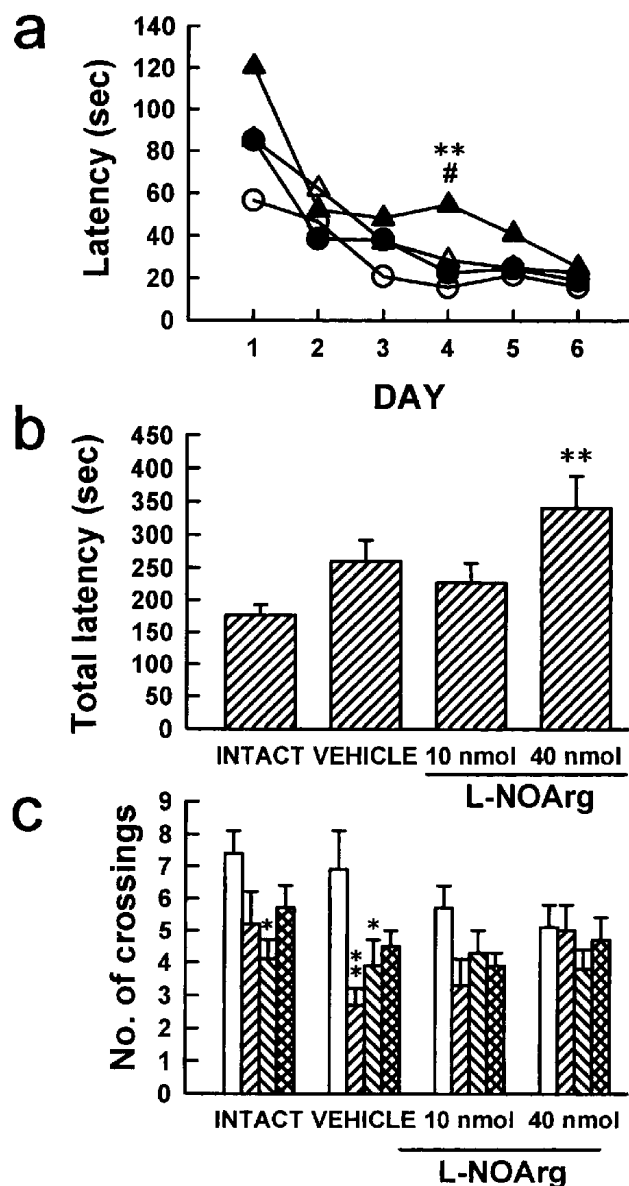 a
Latency (sec)
140
120
100
80
60
40
20
0
**
#
1 2 3 4 5 6
DAY
b
Total latency (sec)
450
400
350
300
250
200
150
100
50
0
**
INTACT VEHICLE 10 nmol 40 nmol
L-NOArg
c
No. of crossings
9
8
7
6
5
4
3
2
1
0
*
**
*
INTACT VEHICLE 10 nmol 40 nmol
L-NOArg